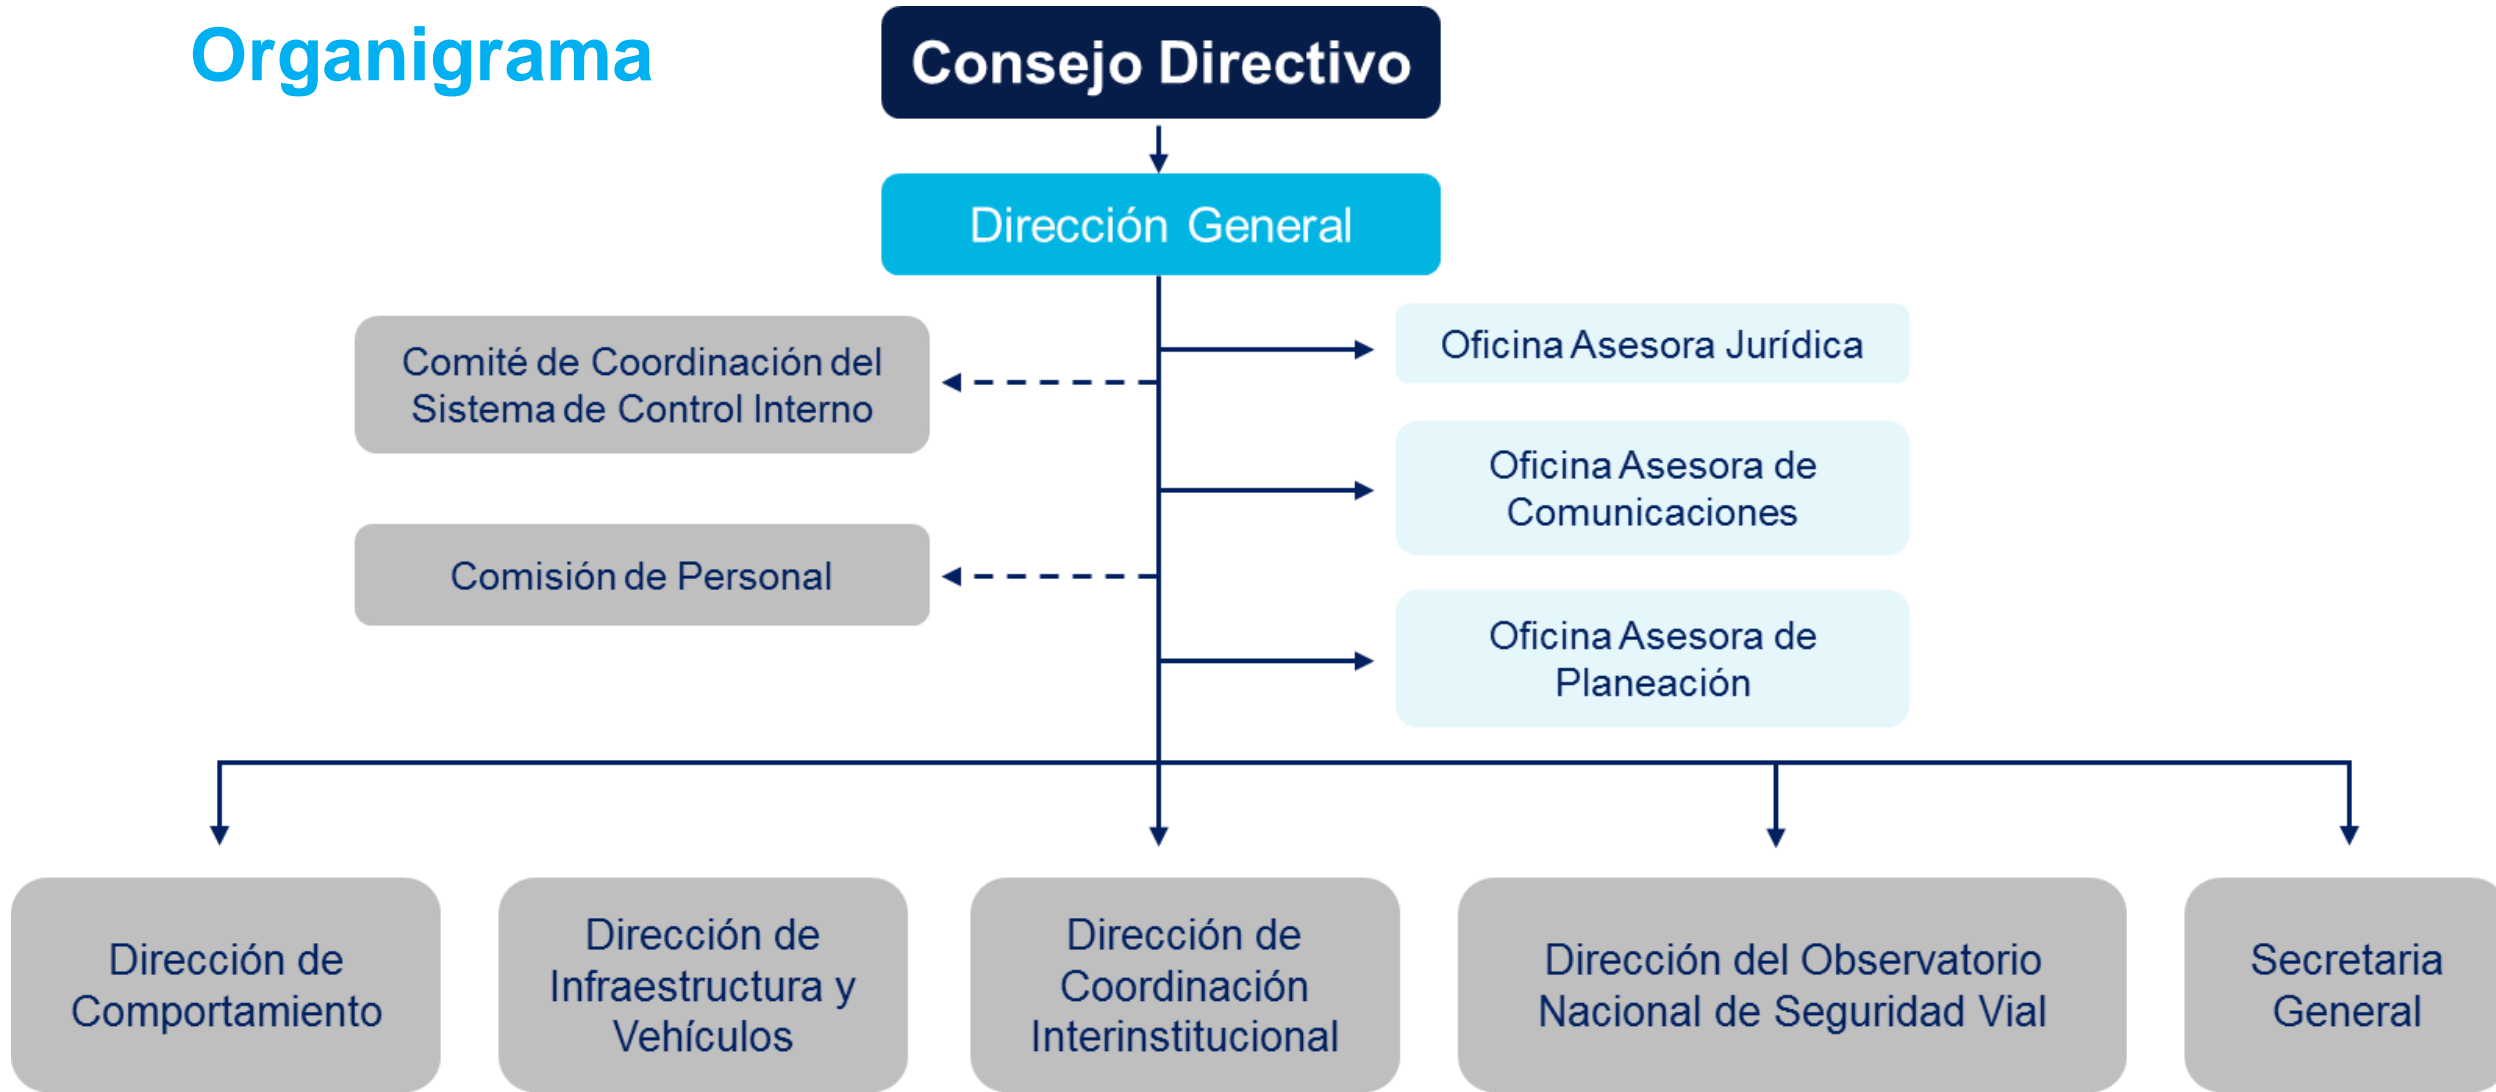 Organigrama
Consejo Directivo
Dirección General
Comité de Coordinación del
Sistema de Control Interno
Oficina Asesora Jurídica
Oficina Asesora de
Comunicaciones
Comisión de Personal
Oficina Asesora de
Planeación
Dirección de
Comportamiento
Dirección de
Infraestructura y
Vehículos
Dirección de
Coordinación
Interinstitucional
Dirección del Observatorio
Nacional de Seguridad Vial
Secretaria
General